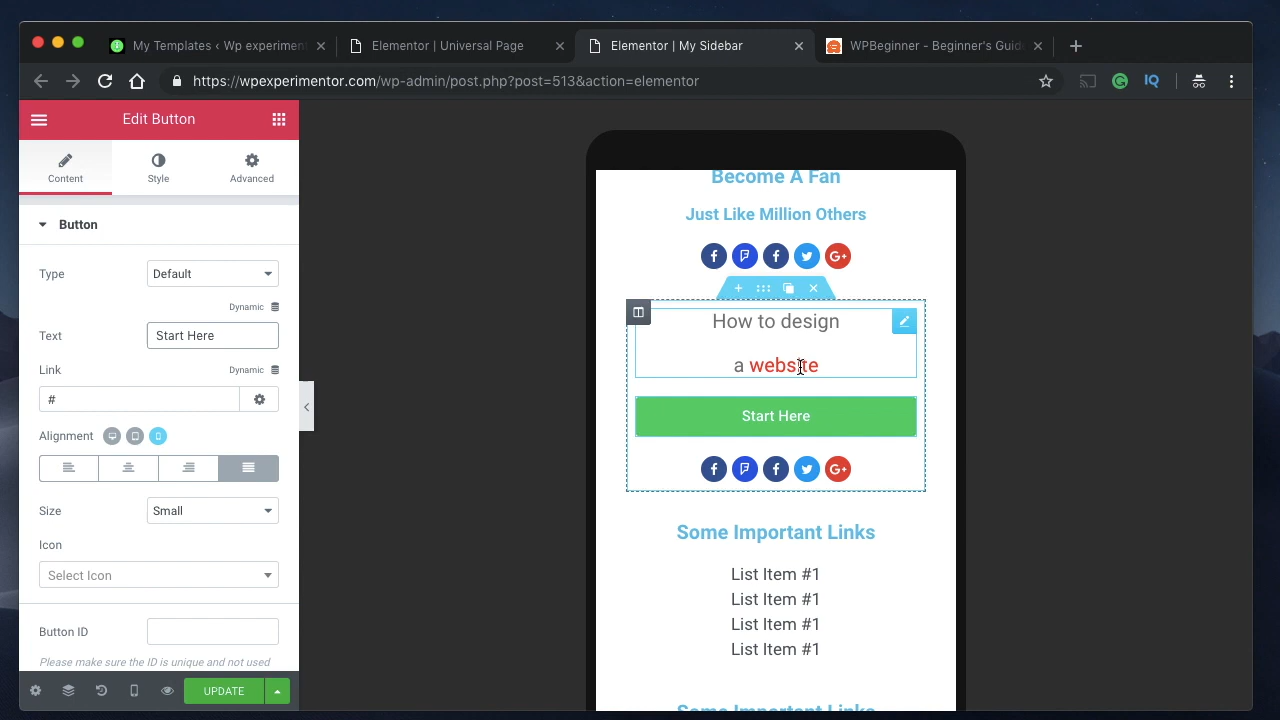 My Templates ‹ Wp experimen
Elementor | Universal Page
Elementor | My Sidebar
WPBeginner - Beginner's Guid
https://wpexperimentor.com/wp-admin/post.php?post=513&action=elementor
Edit Button
Content
Style
Advanced
Button
Type
Default
Dynamic
Text
Start Here
Link
Dynamic
#
Alignment
Size
Small
Icon
Select Icon
Button ID
Please make sure the ID is unique and not used
UPDATE
Become A Fan
Just Like Million Others
How to design
a website
Start Here
Some Important Links
List Item #1
List Item #1
List Item #1
List Item #1
Some Important Links